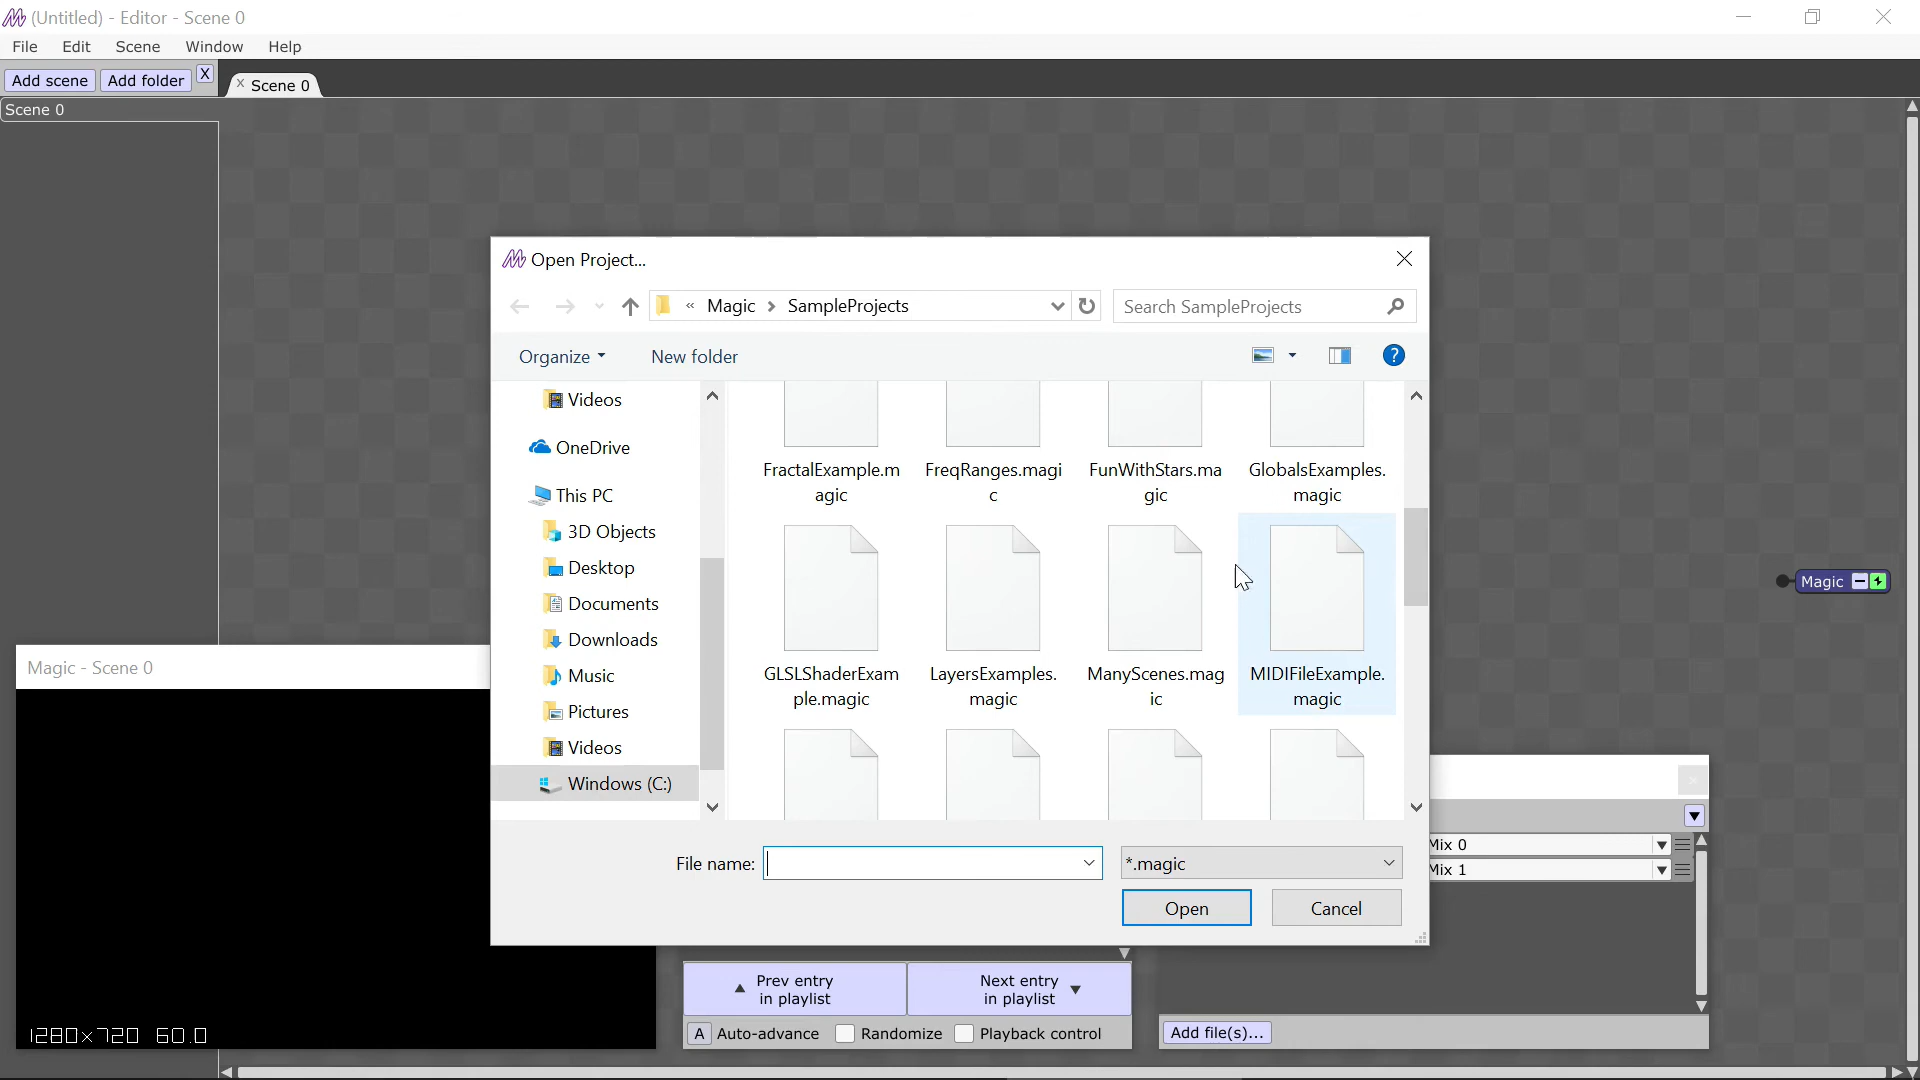 (Untitled) - Editor - Scene 0
File Edit Scene Window Help
Add scene Add folder X x Scene 0
Scene 0
Open Project...
« Magic > SampleProjects Search SampleProjects
Organize New folder ?
Videos
OneDrive
This PC
3D Objects
Desktop
Documents
Downloads
Music
Pictures
Videos
Windows (C:)
FractalExample.m
agic
FreqRanges.magi
c
FunWithStars.ma
gic
GlobalsExamples.
magic
GLSLShaderExam
ple.magic
LayersExamples.
magic
ManyScenes.mag
ic
MIDIFileExample.
magic
File name: *.magic
Open Cancel
Magic
Magic - Scene 0
1280x720 60.0
Mix 0
Mix 1
Prev entry
in playlist
Next entry
in playlist
A Auto-advance Randomize Playback control
Add file(s)...